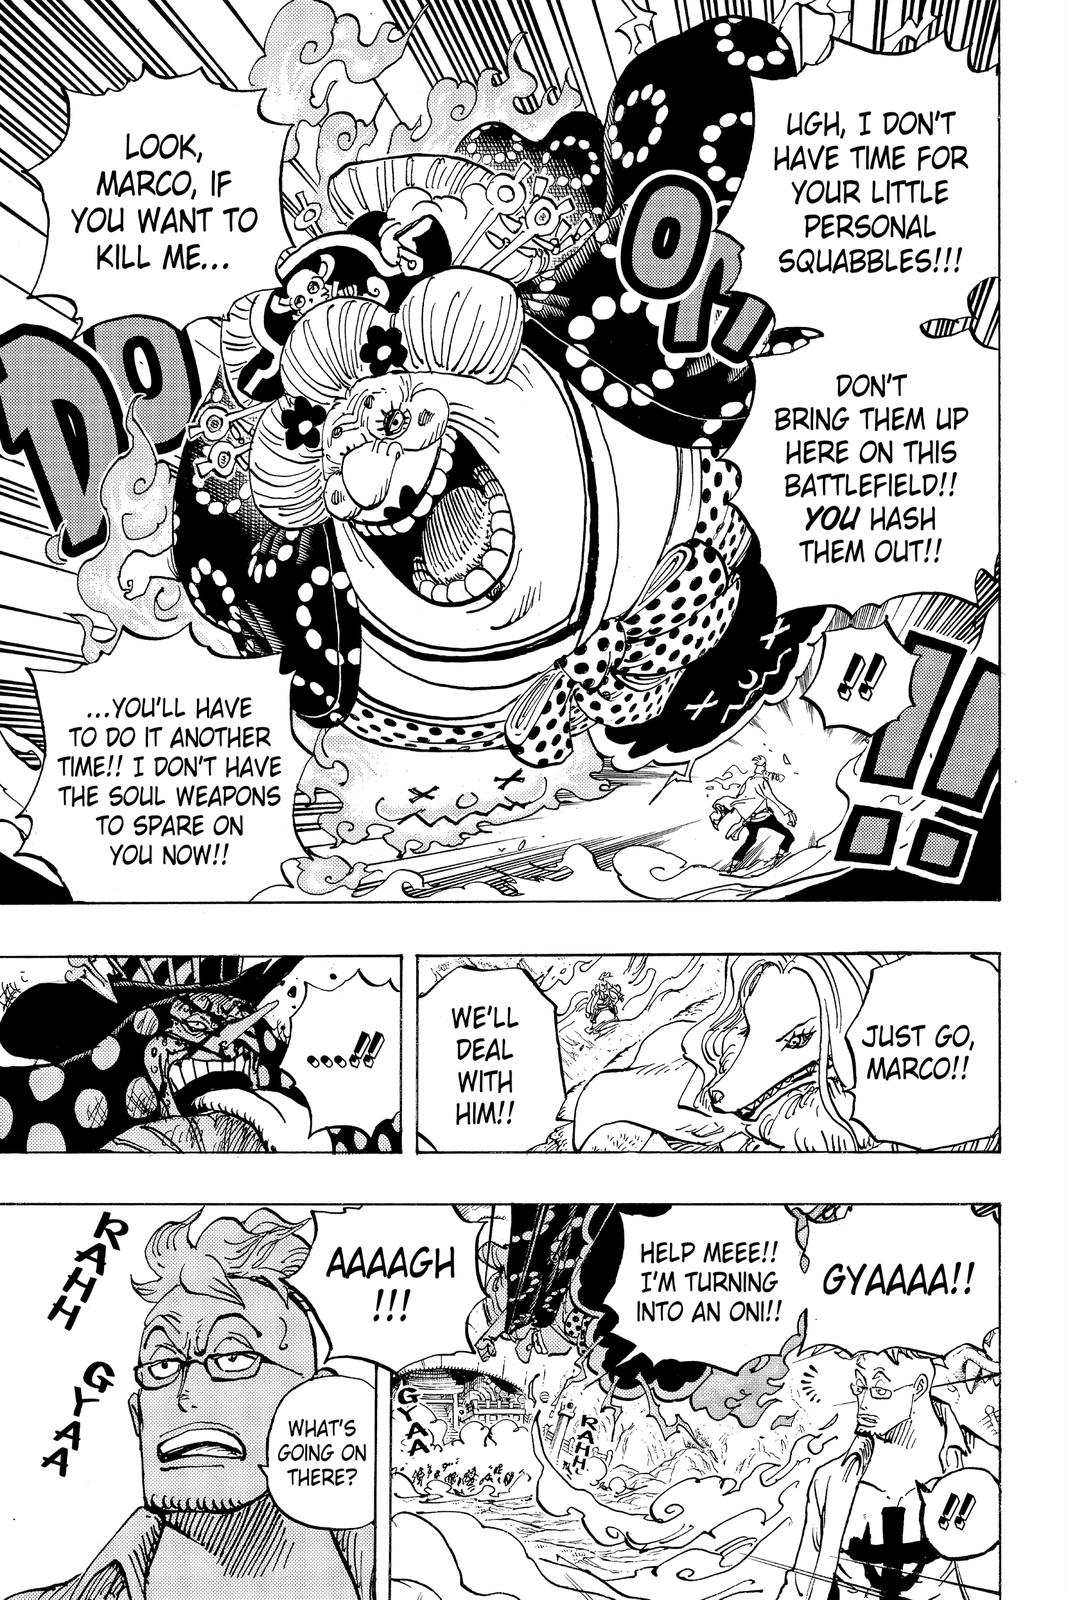 UGH, I DON'T
HAVE TIME FOR
YOUR LITTLE
PERSONAL
SQUABBLES!!!
DON'T
BRING THEM UP
HERE ON THIS
BATTLEFIELD!!
YOU HASH
THEM OUT!!
LOOK,
MARCO, IF
YOU WANT TO
KILL ME...
DO
OH
!!
!!
...YOU'LL HAVE
TO DO IT ANOTHER
TIME!! I DON'T HAVE
THE SOUL WEAPONS
TO SPARE ON
YOU NOW!!
JUST GO,
MARCO!!
WE'LL
DEAL
WITH
HIM!!
...!!
GYAAAA!!
HELP MEEE!!
I'M TURNING
INTO AN ONI!!
!!
RAHH
GYAA
AAAAGH
!!!
WHAT'S
GOING ON
THERE?
RAHH
GYAA